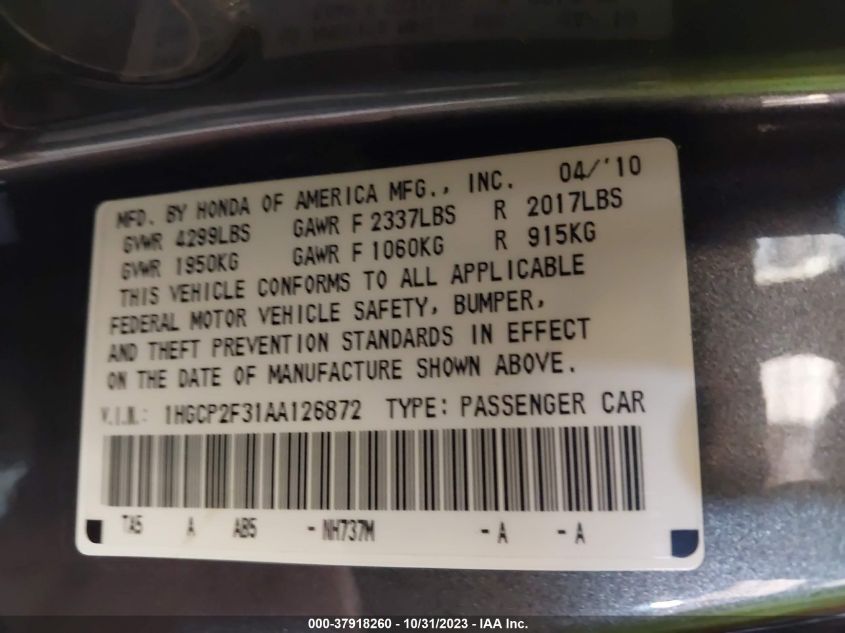 MFD. BY HONDA OF AMERICA MFG., INC. 04/'10
GVWR 4299LBS GAWR F 2337LBS R 2017LBS
GVWR 1950KG GAWR F 1060KG R 915KG
THIS VEHICLE CONFORMS TO ALL APPLICABLE
FEDERAL MOTOR VEHICLE SAFETY, BUMPER,
AND THEFT PREVENTION STANDARDS IN EFFECT
ON THE DATE OF MANUFACTURE SHOWN ABOVE.
V.I.N.: 1HGCP2F31AA126872 TYPE: PASSENGER CAR
TA5 A AB5 - NH737M - A - A
000-37918260 - 10/31/2023 - IAA Inc.